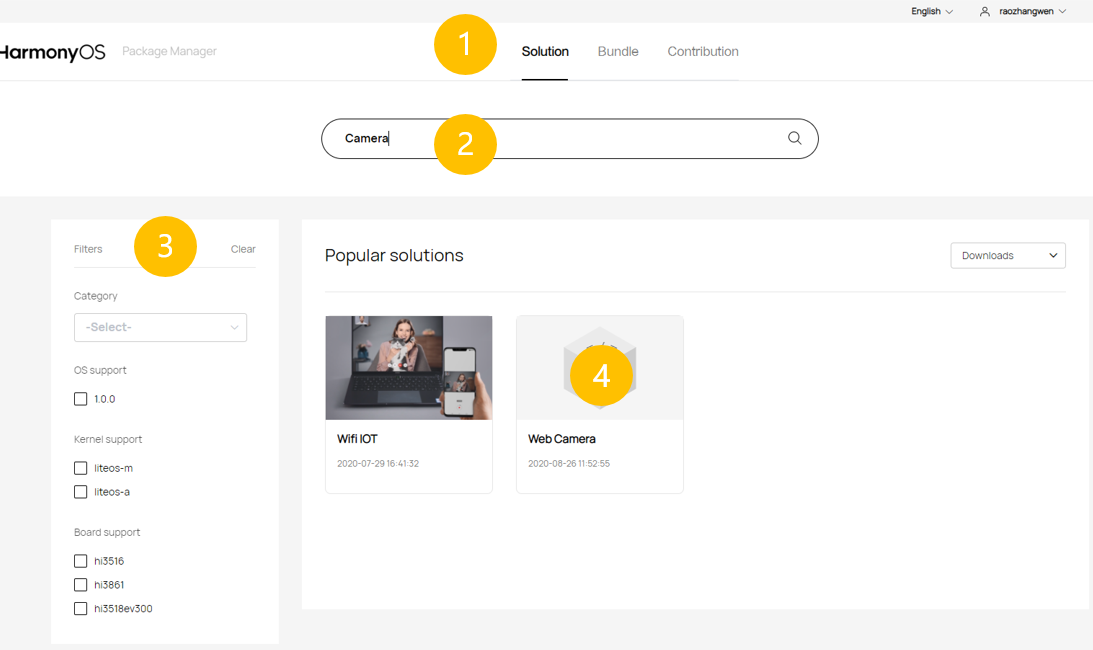 English raozhangwen
HarmonyOS Package Manager 1 Solution Bundle Contribution
Camera 2
Filters 3 Clear
Category
-Select-
OS support
1.0.0
Kernel support
liteos-m
liteos-a
Board support
hi3516
hi3861
hi3518ev300
Popular solutions Downloads
4
Wifi IOT Web Camera
2020-07-29 16:41:32 2020-08-26 11:52:55